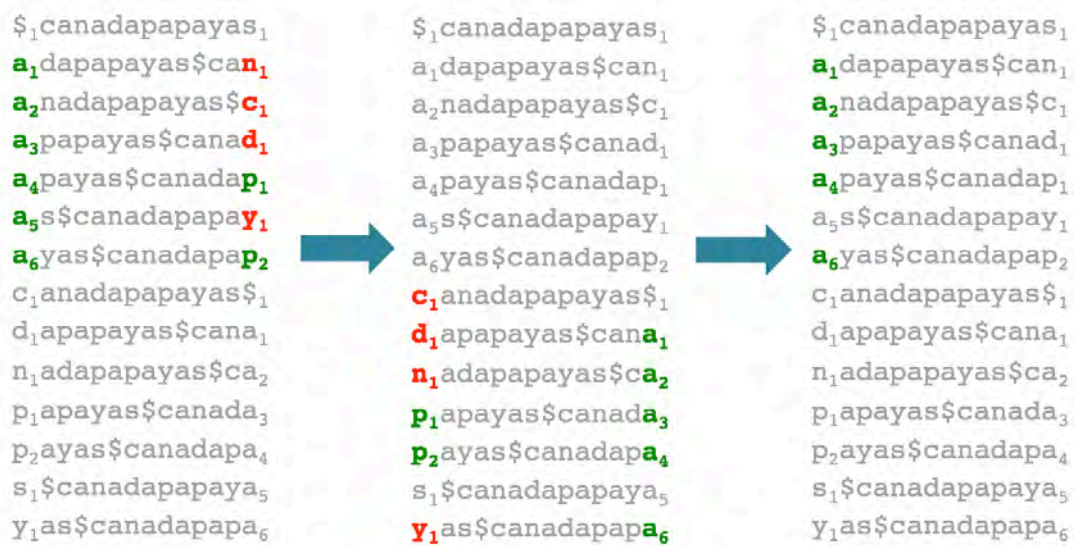 $₁canadapapayas₁
a₁dapapayas$can₁
a₂nadapapayas$c₁
a₃papayas$canad₁
a₄payas$canadap₁
a₅s$canadapapay₁
a₆yas$canadapap₂
c₁anadapapayas$₁
d₁apapayas$cana₁
n₁adapapayas$ca₂
p₁apayas$canada₃
p₂ayas$canadapa₄
s₁$canadapapaya₅
y₁as$canadapapa₆
$₁canadapapayas₁
a₁dapapayas$can₁
a₂nadapapayas$c₁
a₃papayas$canad₁
a₄payas$canadap₁
a₅s$canadapapay₁
a₆yas$canadapap₂
c₁anadapapayas$₁
d₁apapayas$cana₁
n₁adapapayas$ca₂
p₁apayas$canada₃
p₂ayas$canadapa₄
s₁$canadapapaya₅
y₁as$canadapapa₆
$₁canadapapayas₁
a₁dapapayas$can₁
a₂nadapapayas$c₁
a₃papayas$canad₁
a₄payas$canadap₁
a₅s$canadapapay₁
a₆yas$canadapap₂
c₁anadapapayas$₁
d₁apapayas$cana₁
n₁adapapayas$ca₂
p₁apayas$canada₃
p₂ayas$canadapa₄
s₁$canadapapaya₅
y₁as$canadapapa₆